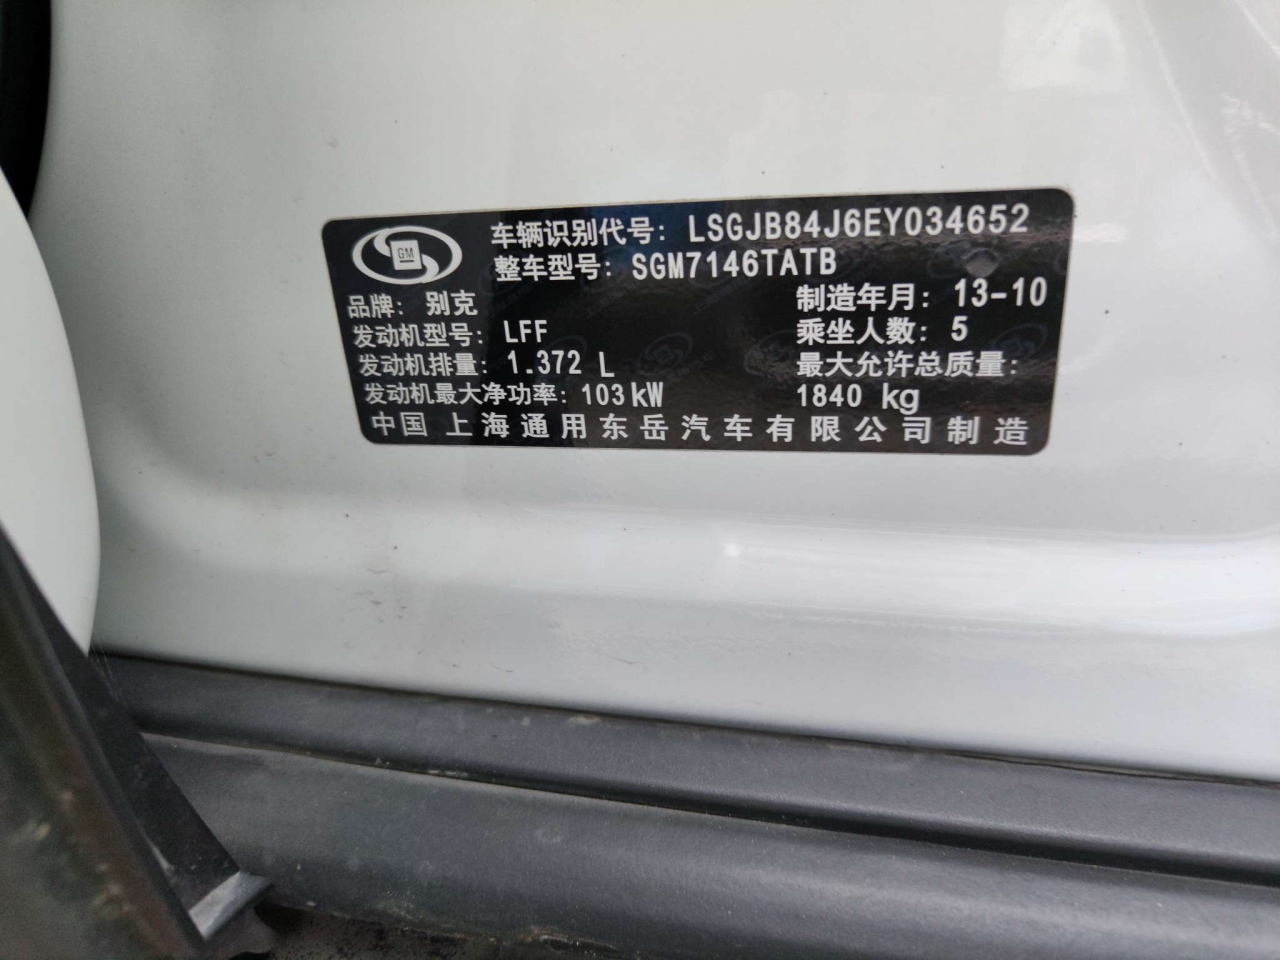 GM
车辆识别代号: LSGJB84J6EY034652
整车型号: SGM7146TATB
品牌: 别克
制造年月: 13-10
发动机型号: LFF
乘坐人数: 5
发动机排量: 1.372 L
最大允许总质量:
发动机最大净功率: 103kW
1840 kg
中国 上海通用东岳汽车有限公司制造